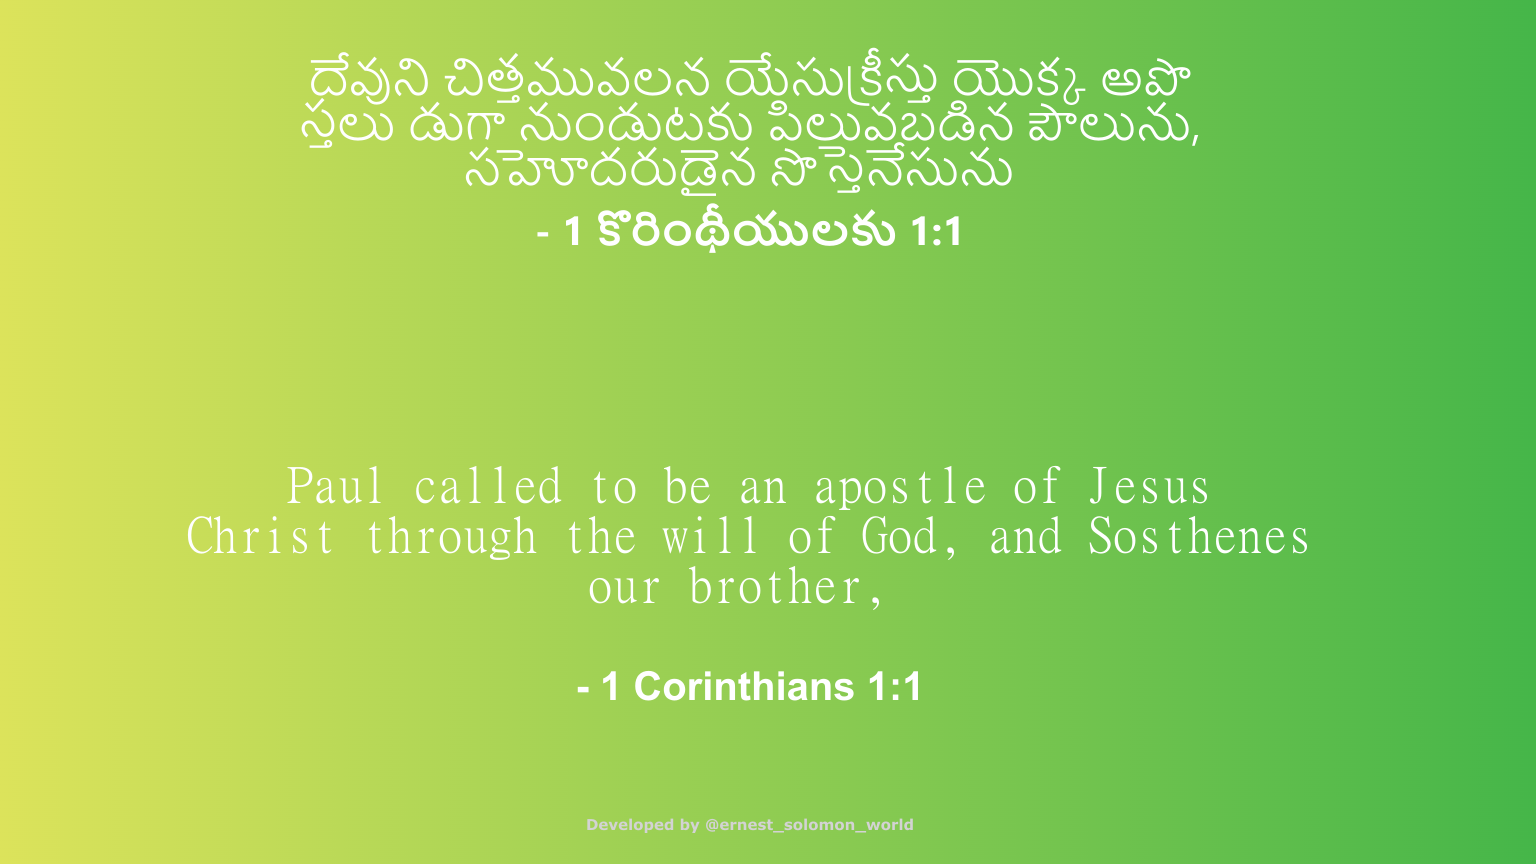 దేవుని చిత్తమువలన యేసుక్రీస్తు యొక్క అపొ
స్తలు డుగా నుండుటకు పిలువబడిన పౌలును,
సహోదరుడైన సొస్తెనేసును
- 1 కొరింథీయులకు 1:1
Paul called to be an apostle of Jesus
Christ through the will of God, and Sosthenes
our brother,
- 1 Corinthians 1:1
Developed by @ernest_solomon_world